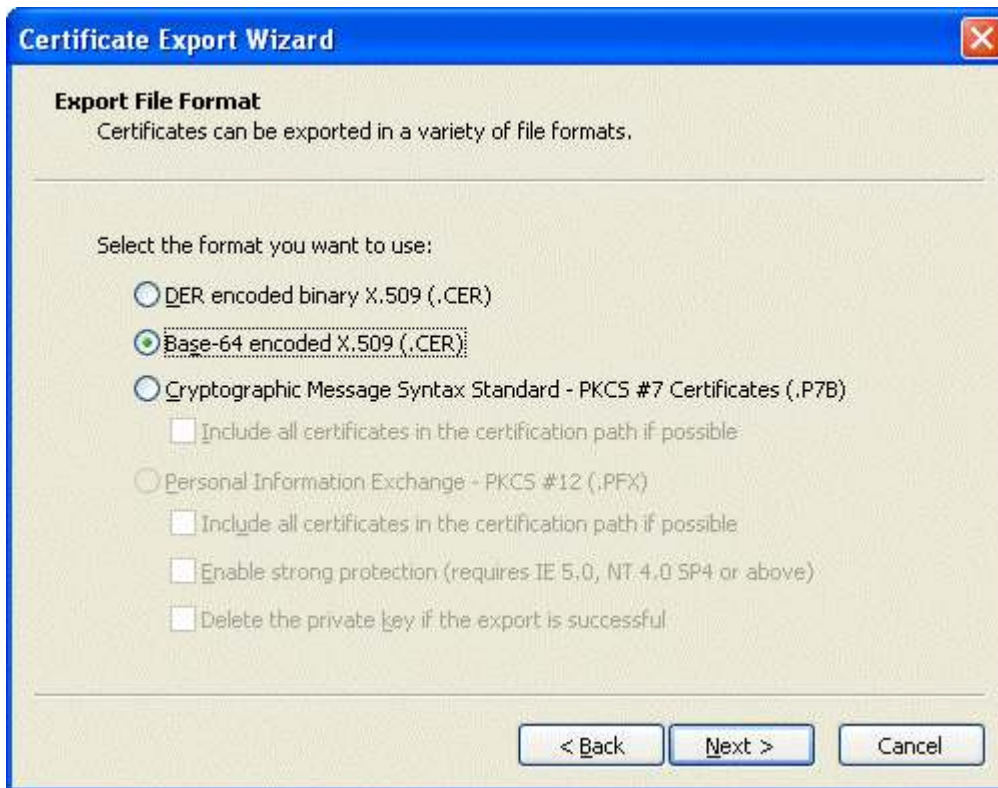 Certificate Export Wizard
Export File Format
Certificates can be exported in a variety of file formats.
Select the format you want to use:
DER encoded binary X.509 (.CER)
Base-64 encoded X.509 (.CER)
Cryptographic Message Syntax Standard - PKCS #7 Certificates (.P7B)
Include all certificates in the certification path if possible
Personal Information Exchange - PKCS #12 (.PFX)
Include all certificates in the certification path if possible
Enable strong protection (requires IE 5.0, NT 4.0 SP4 or above)
Delete the private key if the export is successful
< Back Next > Cancel